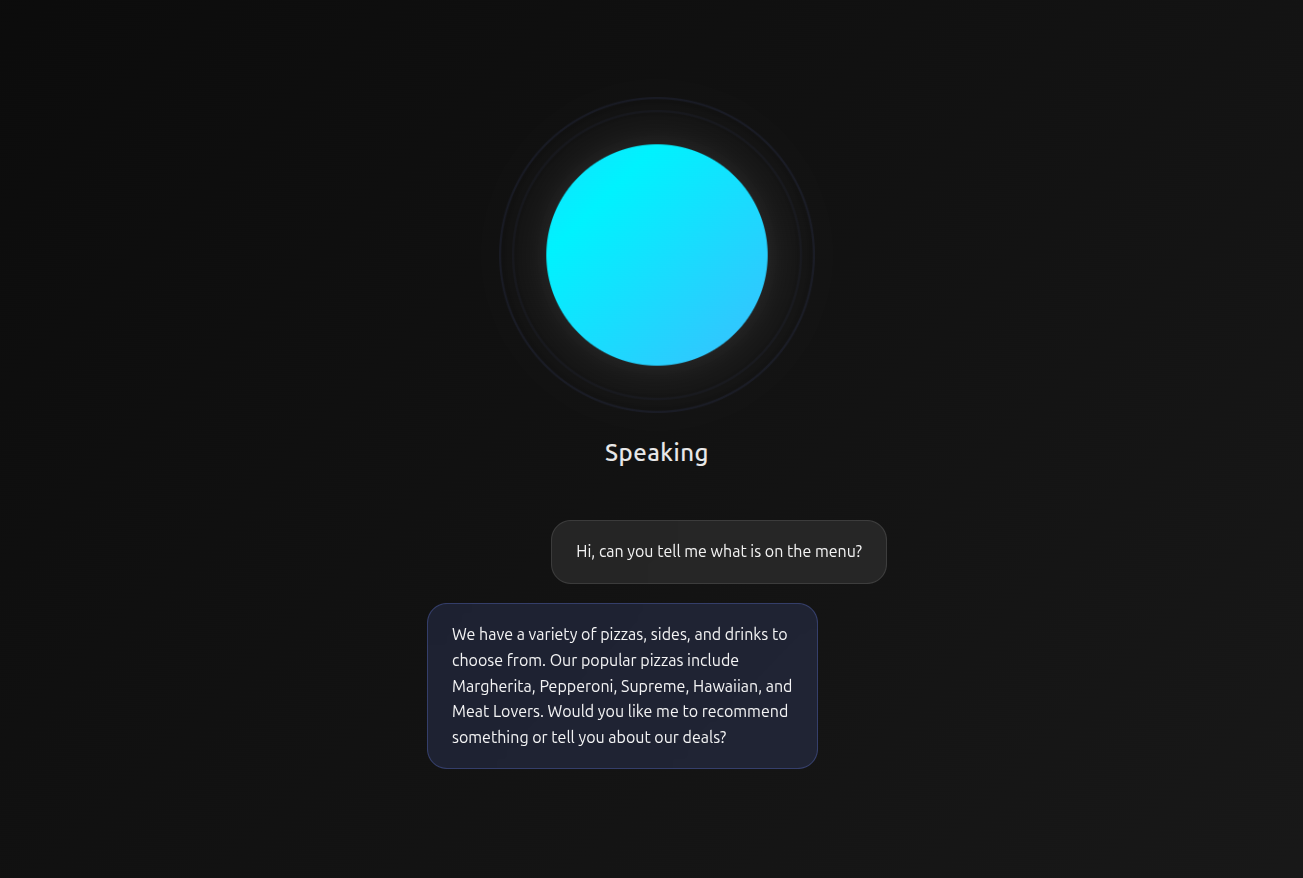 Speaking
Hi, can you tell me what is on the menu?
We have a variety of pizzas, sides, and drinks to
choose from. Our popular pizzas include
Margherita, Pepperoni, Supreme, Hawaiian, and
Meat Lovers. Would you like me to recommend
something or tell you about our deals?